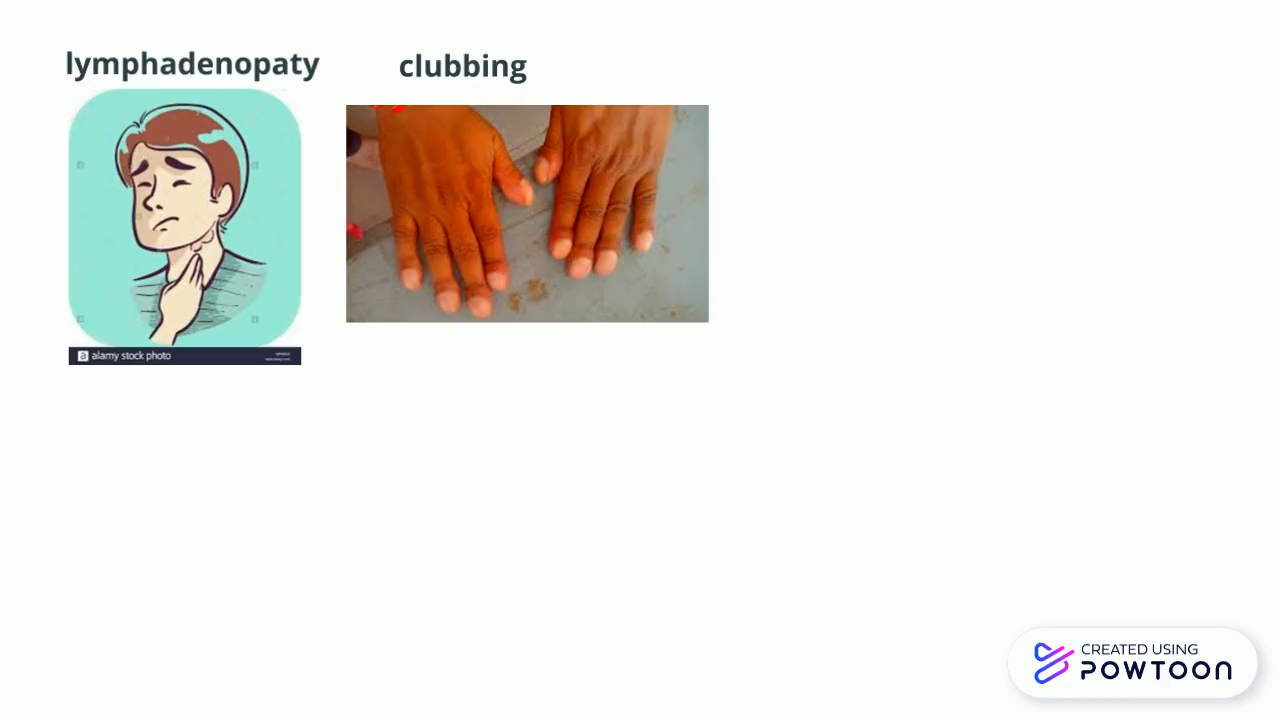 lymphadenopaty
clubbing
a alamy stock photo
CREATED USING
POWTOON